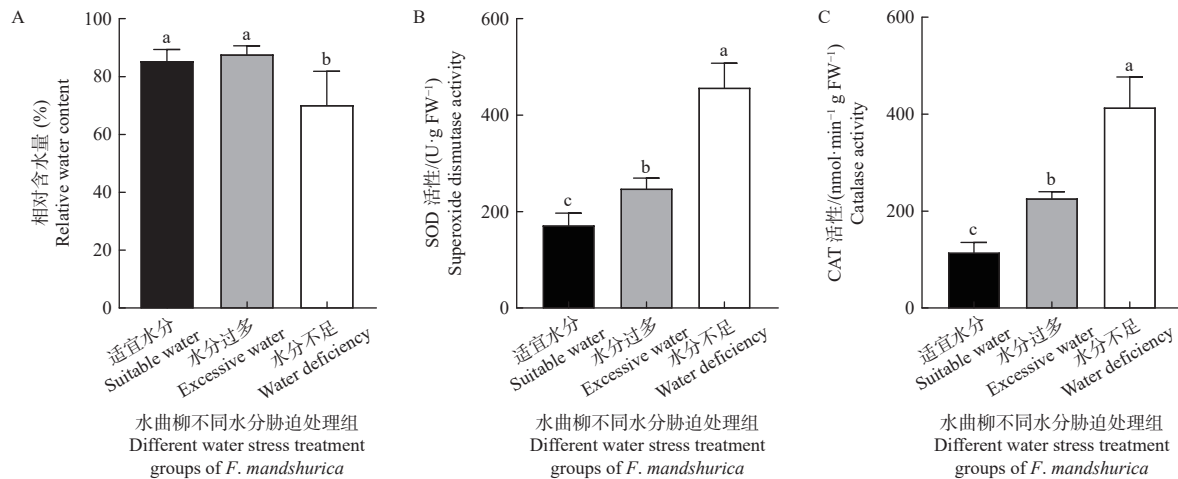 A
相对含水量 (%)
Relative water content
100
80
60
40
20
0
a
a
b
适宜水分
Suitable water
水分过多
Excessive water
水分不足
Water deficiency
水曲柳不同水分胁迫处理组
Different water stress treatment
groups of F. mandshurica
B
SOD 活性/(U·g FW⁻¹)
Superoxide dismutase activity
600
400
200
0
c
b
a
适宜水分
Suitable water
水分过多
Excessive water
水分不足
Water deficiency
水曲柳不同水分胁迫处理组
Different water stress treatment
groups of F. mandshurica
C
CAT 活性/(nmol·min⁻¹ g FW⁻¹)
Catalase activity
600
400
200
0
c
b
a
适宜水分
Suitable water
水分过多
Excessive water
水分不足
Water deficiency
水曲柳不同水分胁迫处理组
Different water stress treatment
groups of F. mandshurica